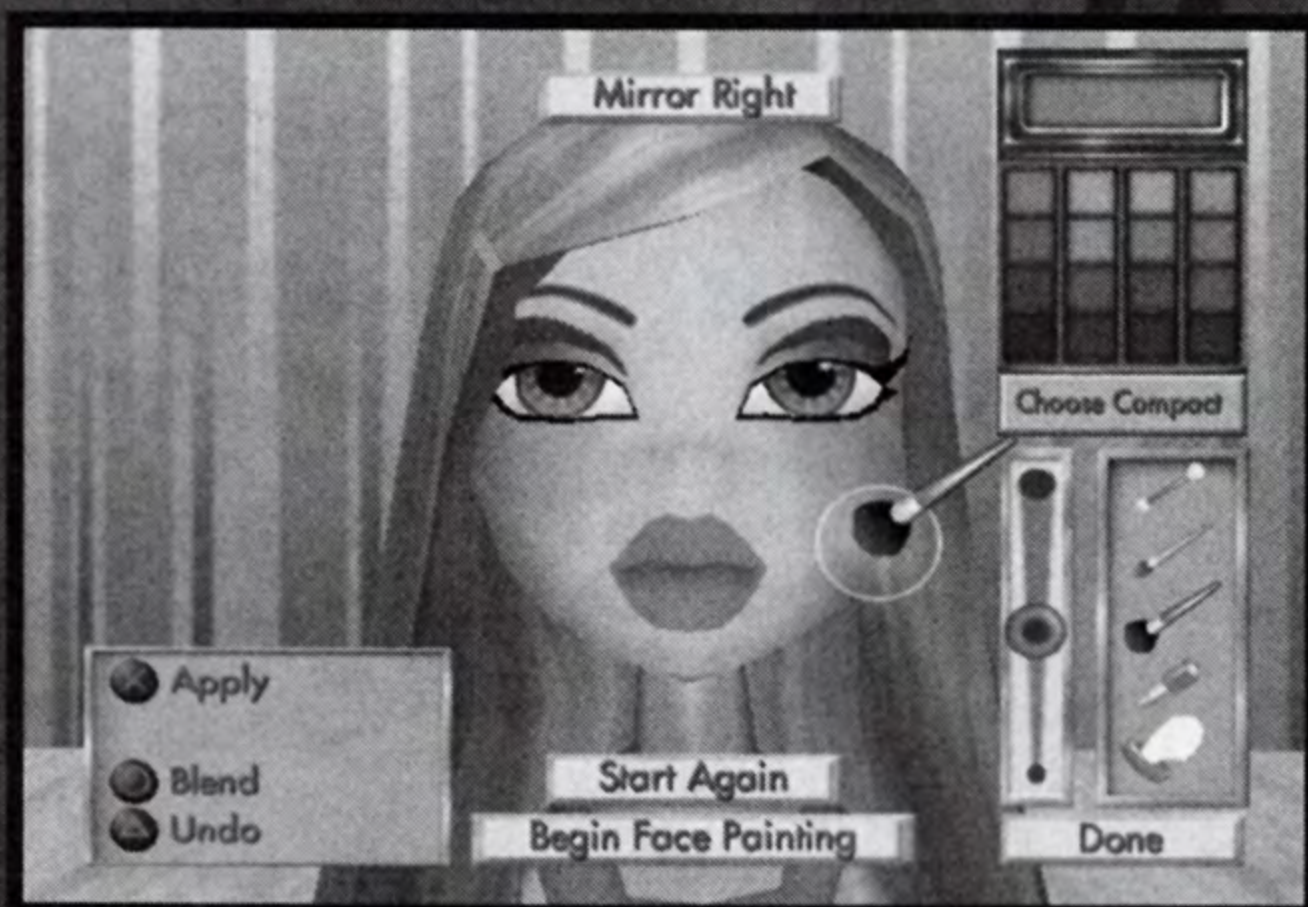 Mirror Right
Choose Compact
Apply
Blend
Undo
Start Again
Begin Face Painting
Done